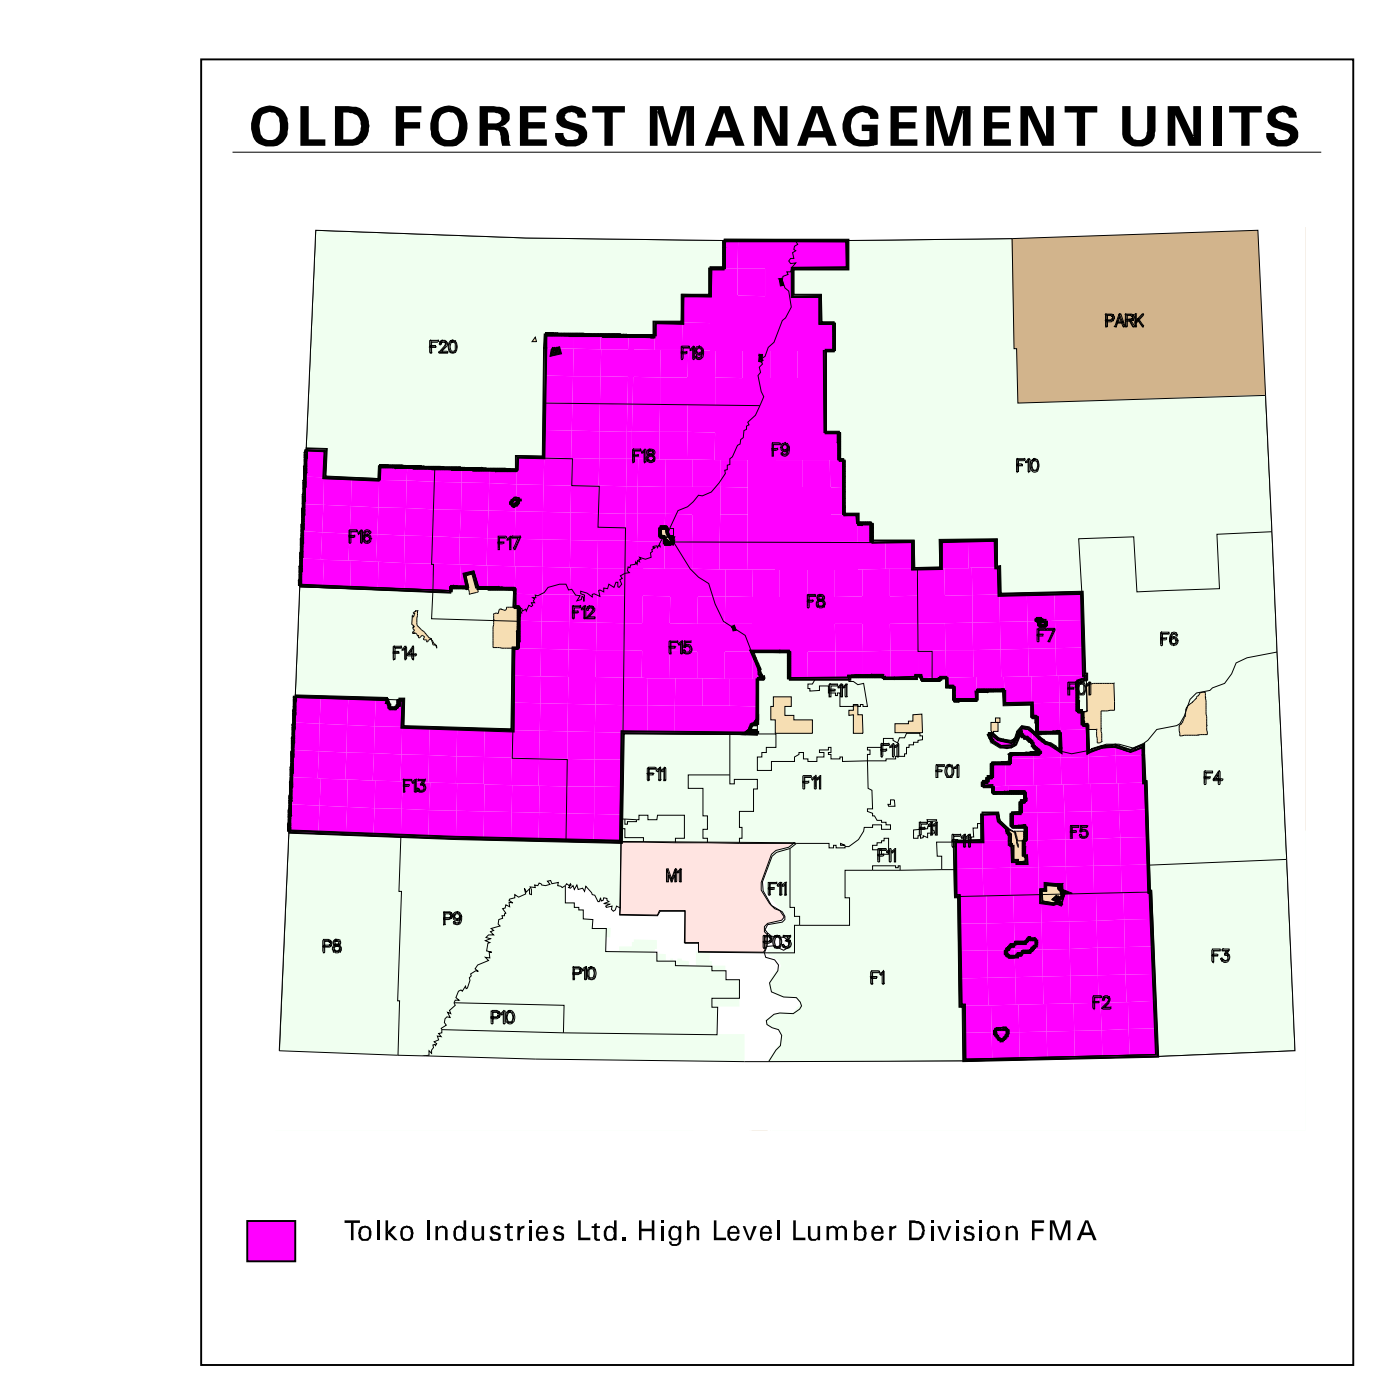 OLD FOREST MANAGEMENT UNITS
PARK
F20
F19
F18
F9
F10
F16
F17
F8
F12
F7
F6
F14
F15
F01
F11
F11
F11
F11
F01
F4
F13
F5
F11
F11
F11
M1
F11
P9
P8
P03
F3
P10
F1
F2
P10
Tolko Industries Ltd. High Level Lumber Division FMA